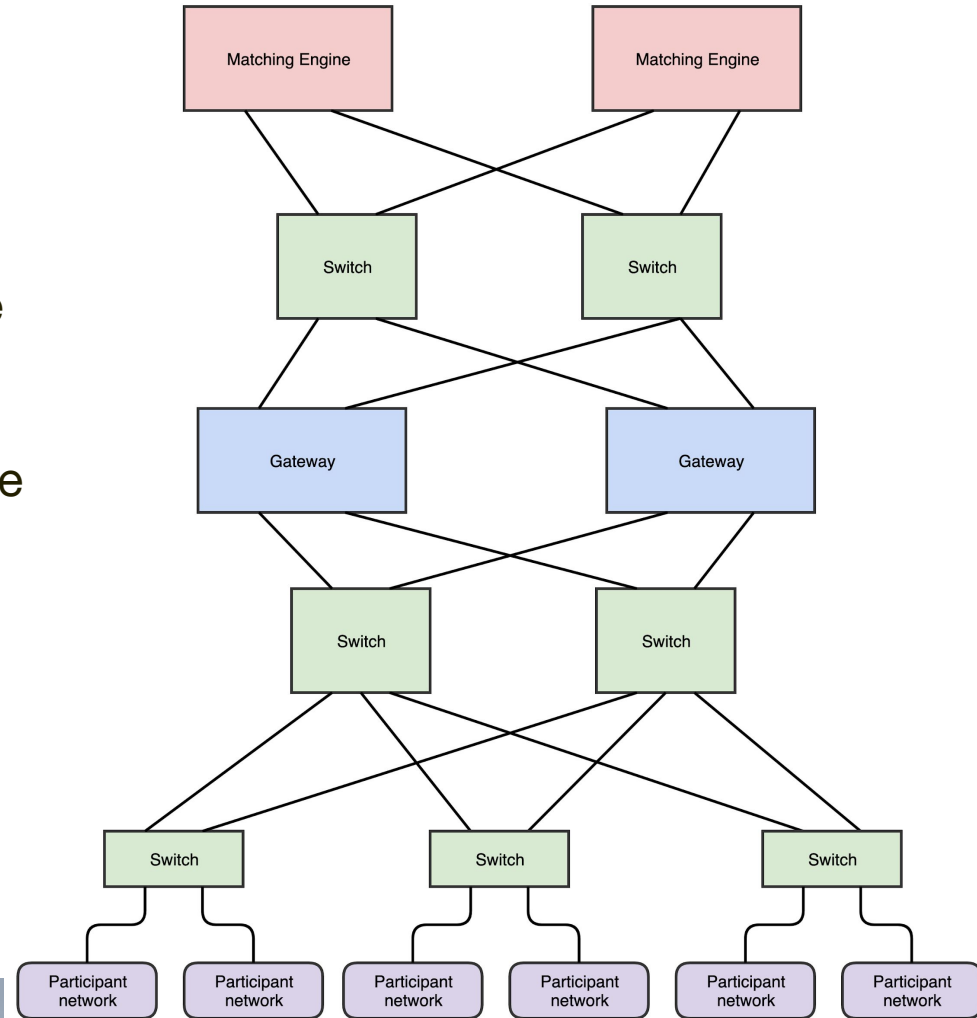 Matching Engine
Matching Engine
Switch
Switch
e
Gateway
Gateway
e
Switch
Switch
Switch
Switch
Switch
Participant
network
Participant
network
Participant
network
Participant
network
Participant
network
Participant
network